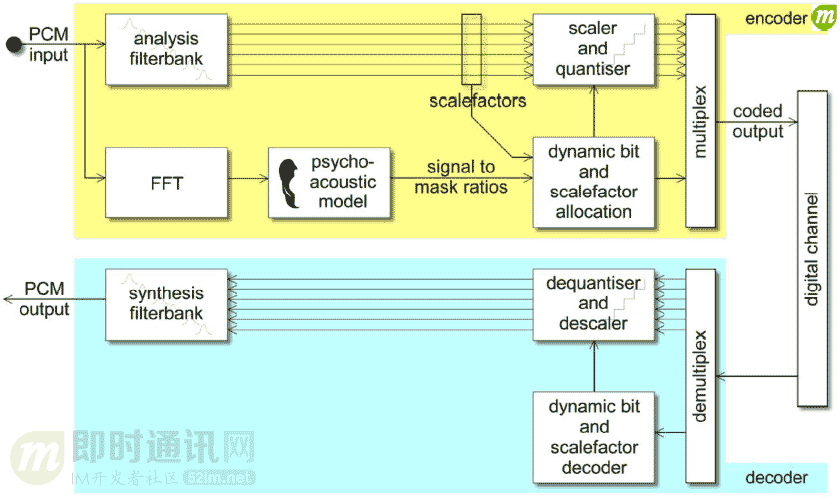 encoder
m
PCM
input
analysis
filterbank
scaler
and
quantiser
scalefactors
multiplex
coded
output
FFT
psycho-
acoustic
model
signal to
mask ratios
dynamic bit
and
scalefactor
allocation
digital channel
PCM
output
synthesis
filterbank
dequantiser
and
descaler
demultiplex
dynamic bit
and
scalefactor
decoder
decoder
m
即时通讯网
IM开发者社区 52im.net